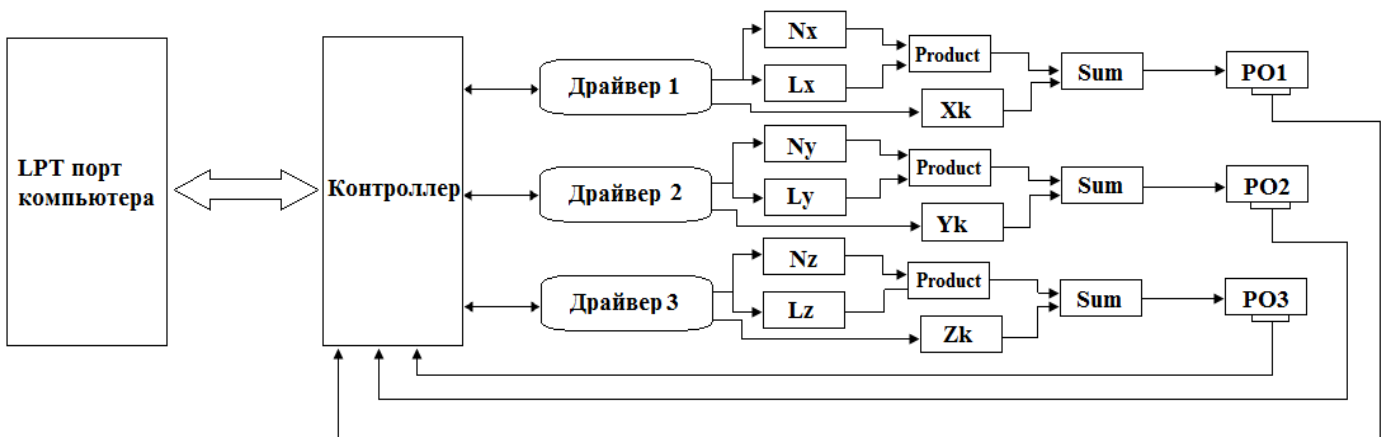 LPT порт
компьютера
Контроллер
Драйвер 1
Nx
Lx
Product
Xk
Sum
PO1
Драйвер 2
Ny
Ly
Product
Yk
Sum
PO2
Драйвер 3
Nz
Lz
Product
Zk
Sum
PO3